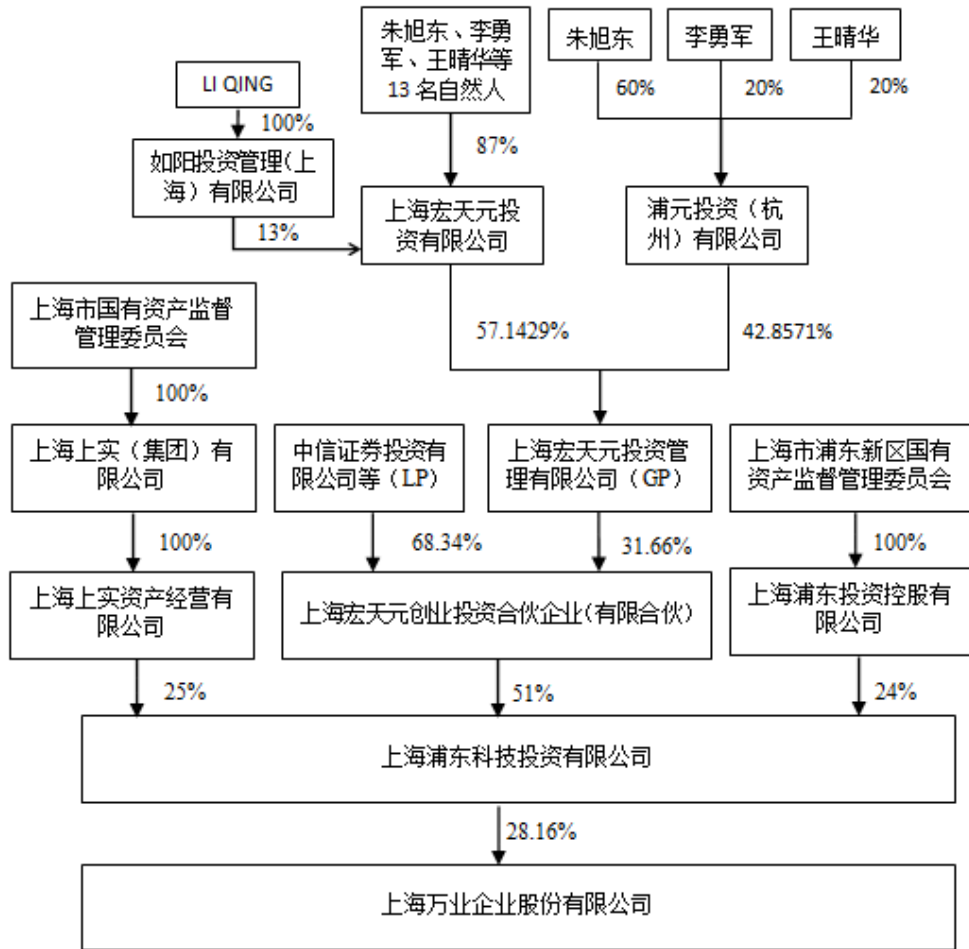 朱旭东、李勇
军、王晴华等
13 名自然人
朱旭东
李勇军
王晴华
LI QING
60%
20%
20%
100%
87%
如阳投资管理(上
海）有限公司
上海宏天元投
资有限公司
浦元投资（杭
州）有限公司
13%
上海市国有资产监督
管理委员会
57.1429%
42.8571%
100%
上海上实（集团）有
限公司
中信证券投资有
限公司等（LP）
上海宏天元投资管
理有限公司（GP）
上海市浦东新区国有
资产监督管理委员会
100%
68.34%
31.66%
100%
上海上实资产经营有
限公司
上海宏天元创业投资合伙企业(有限合伙)
上海浦东投资控股有
限公司
25%
51%
24%
上海浦东科技投资有限公司
28.16%
上海万业企业股份有限公司